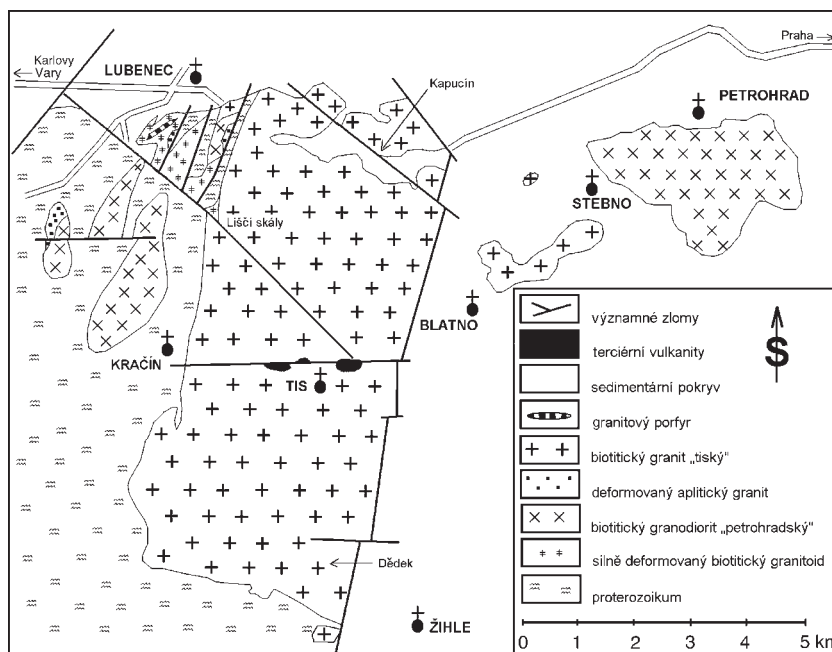 Praha
Karlovy
Vary
LUBENEC
Kapucín
PETROHRAD
STEBNO
Liščí skály
BLATNO
KRAČÍN
TIS
Dědek
ŽIHLE
významné zlomy
terciérní vulkanity
sedimentární pokryv
granitový porfyr
biotitický granit „tiský"
deformovaný aplitický granit
biotitický granodiorit „petrohradský"
silně deformovaný biotitický granitoid
proterozoikum
S
0 1 2 3 4 5 km